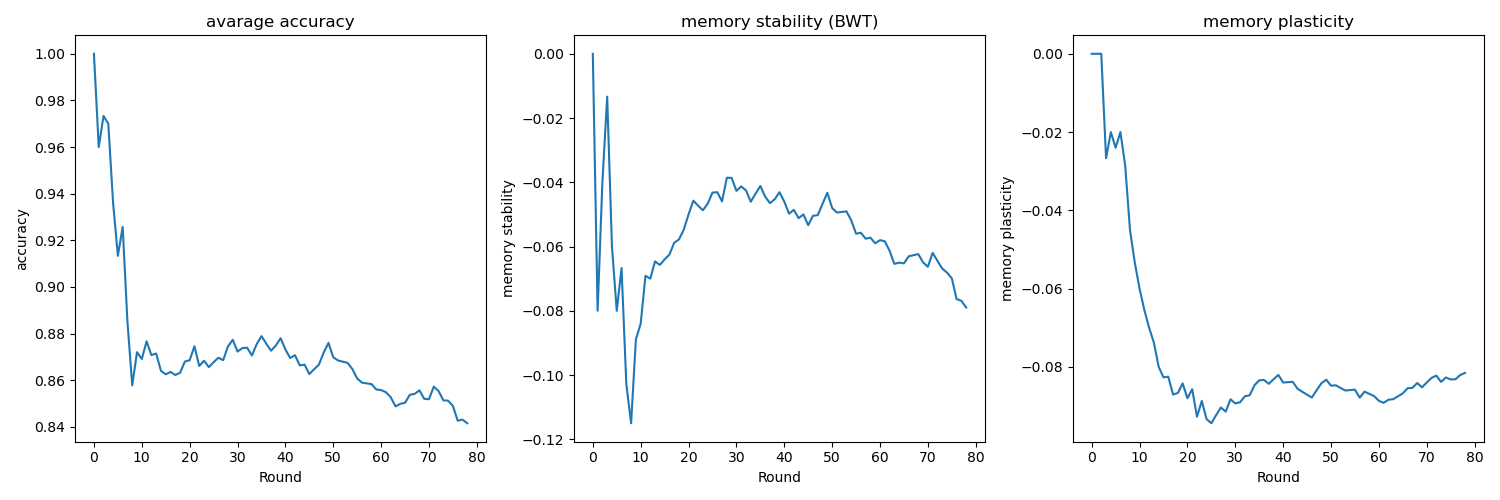 avarage accuracy
1.00
0.98
0.96
0.94
0.92
0.90
0.88
0.86
0.84
accuracy
0 10 20 30 40 50 60 70 80
Round
memory stability (BWT)
0.00
−0.02
−0.04
−0.06
−0.08
−0.10
−0.12
memory stability
0 10 20 30 40 50 60 70 80
Round
memory plasticity
0.00
−0.02
−0.04
−0.06
−0.08
memory plasticity
0 10 20 30 40 50 60 70 80
Round